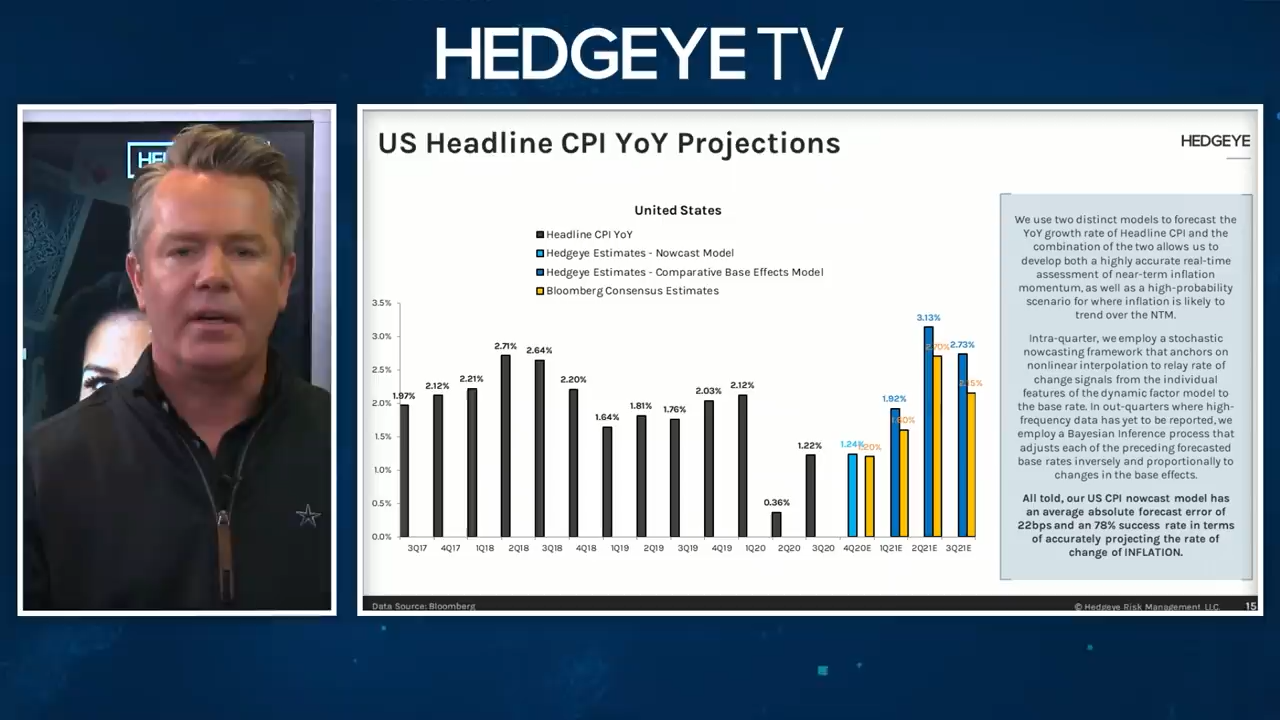 HEDGEYE TV
HE
US Headline CPI YoY Projections
HEDGEYE
United States
Headline CPI YoY
Hedgeye Estimates - Nowcast Model
Hedgeye Estimates - Comparative Base Effects Model
Bloomberg Consensus Estimates
3.5%
3.0%
2.5%
2.0%
1.5%
1.0%
0.5%
0.0%
1.97%
2.12%
2.21%
2.71%
2.64%
2.20%
1.64%
1.81%
1.76%
2.03%
2.12%
0.36%
1.22%
1.24%
1.20%
1.92%
1.60%
3.13%
2.70%
2.73%
2.15%
3Q17 4Q17 1Q18 2Q18 3Q18 4Q18 1Q19 2Q19 3Q19 4Q19 1Q20 2Q20 3Q20 4Q20E 1Q21E 2Q21E 3Q21E
We use two distinct models to forecast the
YoY growth rate of Headline CPI and the
combination of the two allows us to
develop both a highly accurate real-time
assessment of near-term inflation
momentum, as well as a high-probability
scenario for where inflation is likely to
trend over the NTM.
Intra-quarter, we employ a stochastic
nowcasting framework that anchors on
nonlinear interpolation to relay rate of
change signals from the individual
features of the dynamic factor model to
the base rate. In out-quarters where high-
frequency data has yet to be reported, we
employ a Bayesian Inference process that
adjusts each of the preceding forecasted
base rates inversely and proportionally to
changes in the base effects.
All told, our US CPI nowcast model has
an average absolute forecast error of
22bps and an 78% success rate in terms
of accurately projecting the rate of
change of INFLATION.
Data Source: Bloomberg
© Hedgeye Risk Management LLC.
15